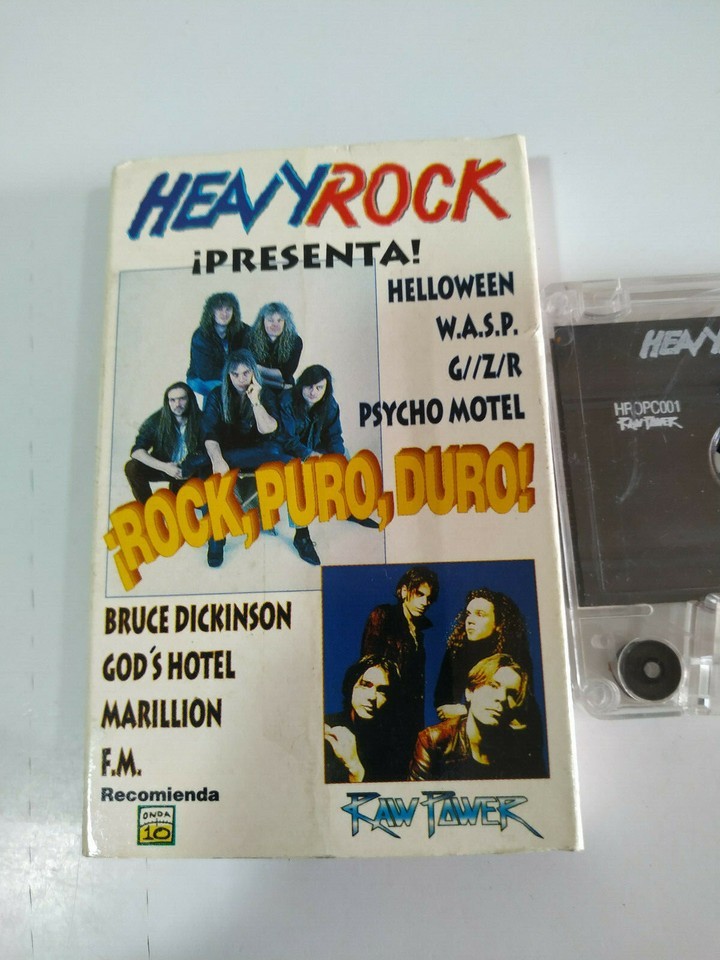 HEAVYROCK
¡PRESENTA!
HELLOWEEN
W.A.S.P.
G//Z/R
PSYCHO MOTEL
¡ROCK, PURO, DURO!
BRUCE DICKINSON
GOD´S HOTEL
MARILLION
F.M.
Recomienda
ONDA
10
RAW POWER
HEAVY
HROPC001
RAW POWER